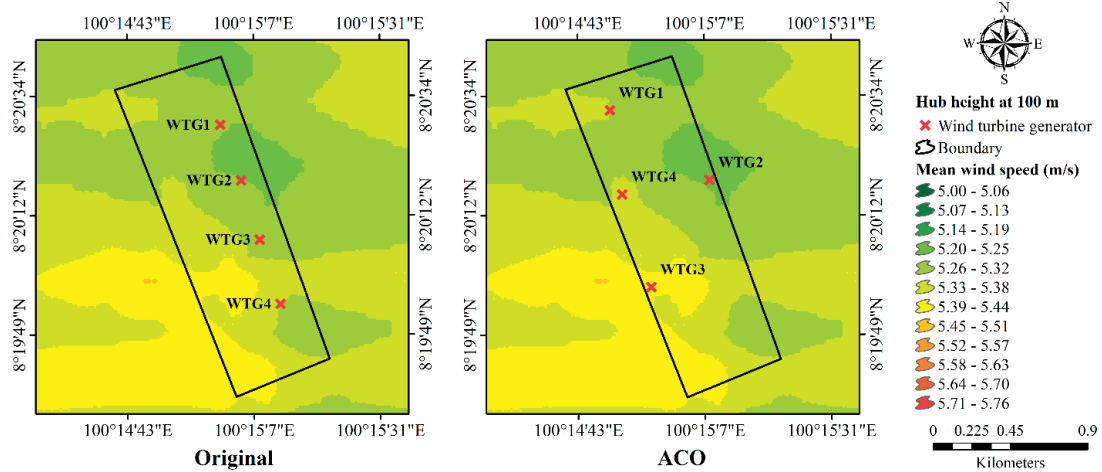 100°14'43"E 100°15'7"E 100°15'31"E
100°14'43"E 100°15'7"E 100°15'31"E
8°20'34"N
8°20'12"N
8°19'49"N
WTG1
WTG2
WTG3
WTG4
8°20'34"N
8°20'12"N
8°19'49"N
8°20'34"N
8°20'12"N
8°19'49"N
WTG1
WTG2
WTG4
WTG3
8°20'34"N
8°20'12"N
8°19'49"N
100°14'43"E 100°15'7"E 100°15'31"E
100°14'43"E 100°15'7"E 100°15'31"E
Original
ACO
N
W E
S
Hub height at 100 m
Wind turbine generator
Boundary
Mean wind speed (m/s)
5.00 - 5.06
5.07 - 5.13
5.14 - 5.19
5.20 - 5.25
5.26 - 5.32
5.33 - 5.38
5.39 - 5.44
5.45 - 5.51
5.52 - 5.57
5.58 - 5.63
5.64 - 5.70
5.71 - 5.76
0 0.225 0.45 0.9
Kilometers